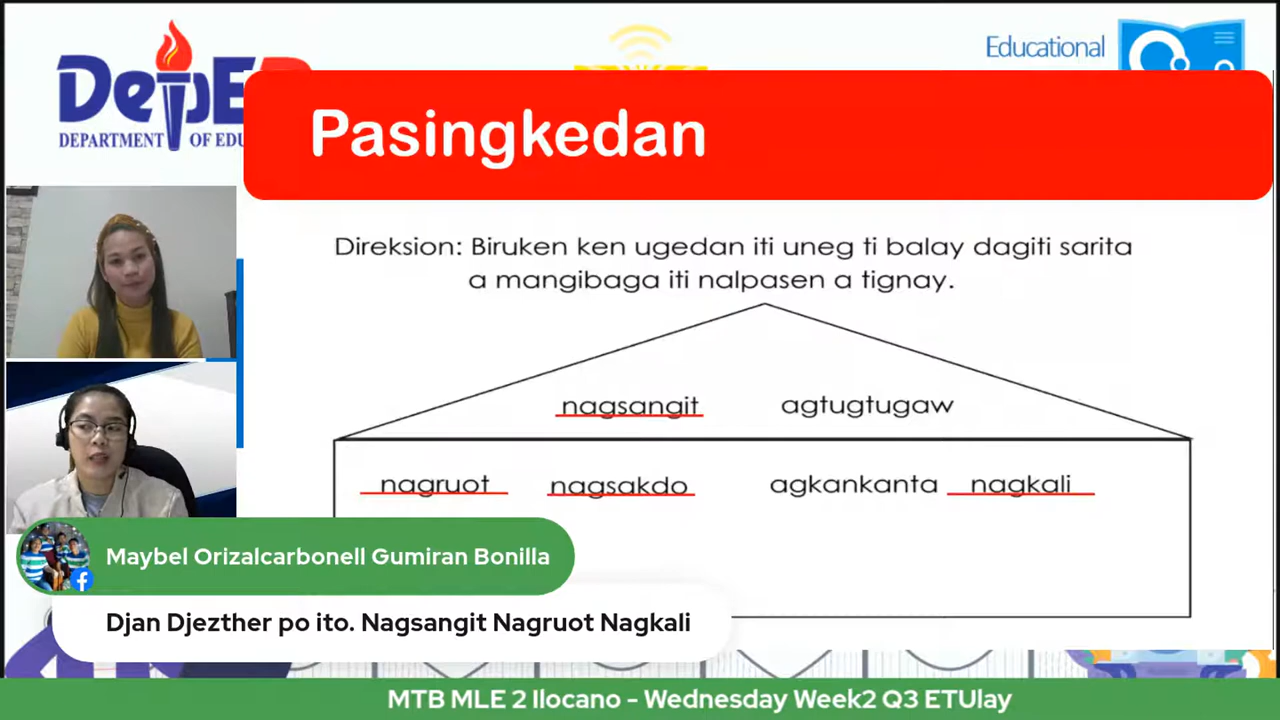 DepED
DEPARTMENT OF EDU
Educational
Pasingkedan
Direksion: Biruken ken ugedan iti uneg ti balay dagiti sarita
a mangibaga iti nalpasen a tignay.
nagsangit agtugtugaw
nagruot nagsakdo agkankanta nagkali
Maybel Orizalcarbonell Gumiran Bonilla
Djan Djezther po ito. Nagsangit Nagruot Nagkali
MTB MLE 2 Ilocano - Wednesday Week2 Q3 ETUlay